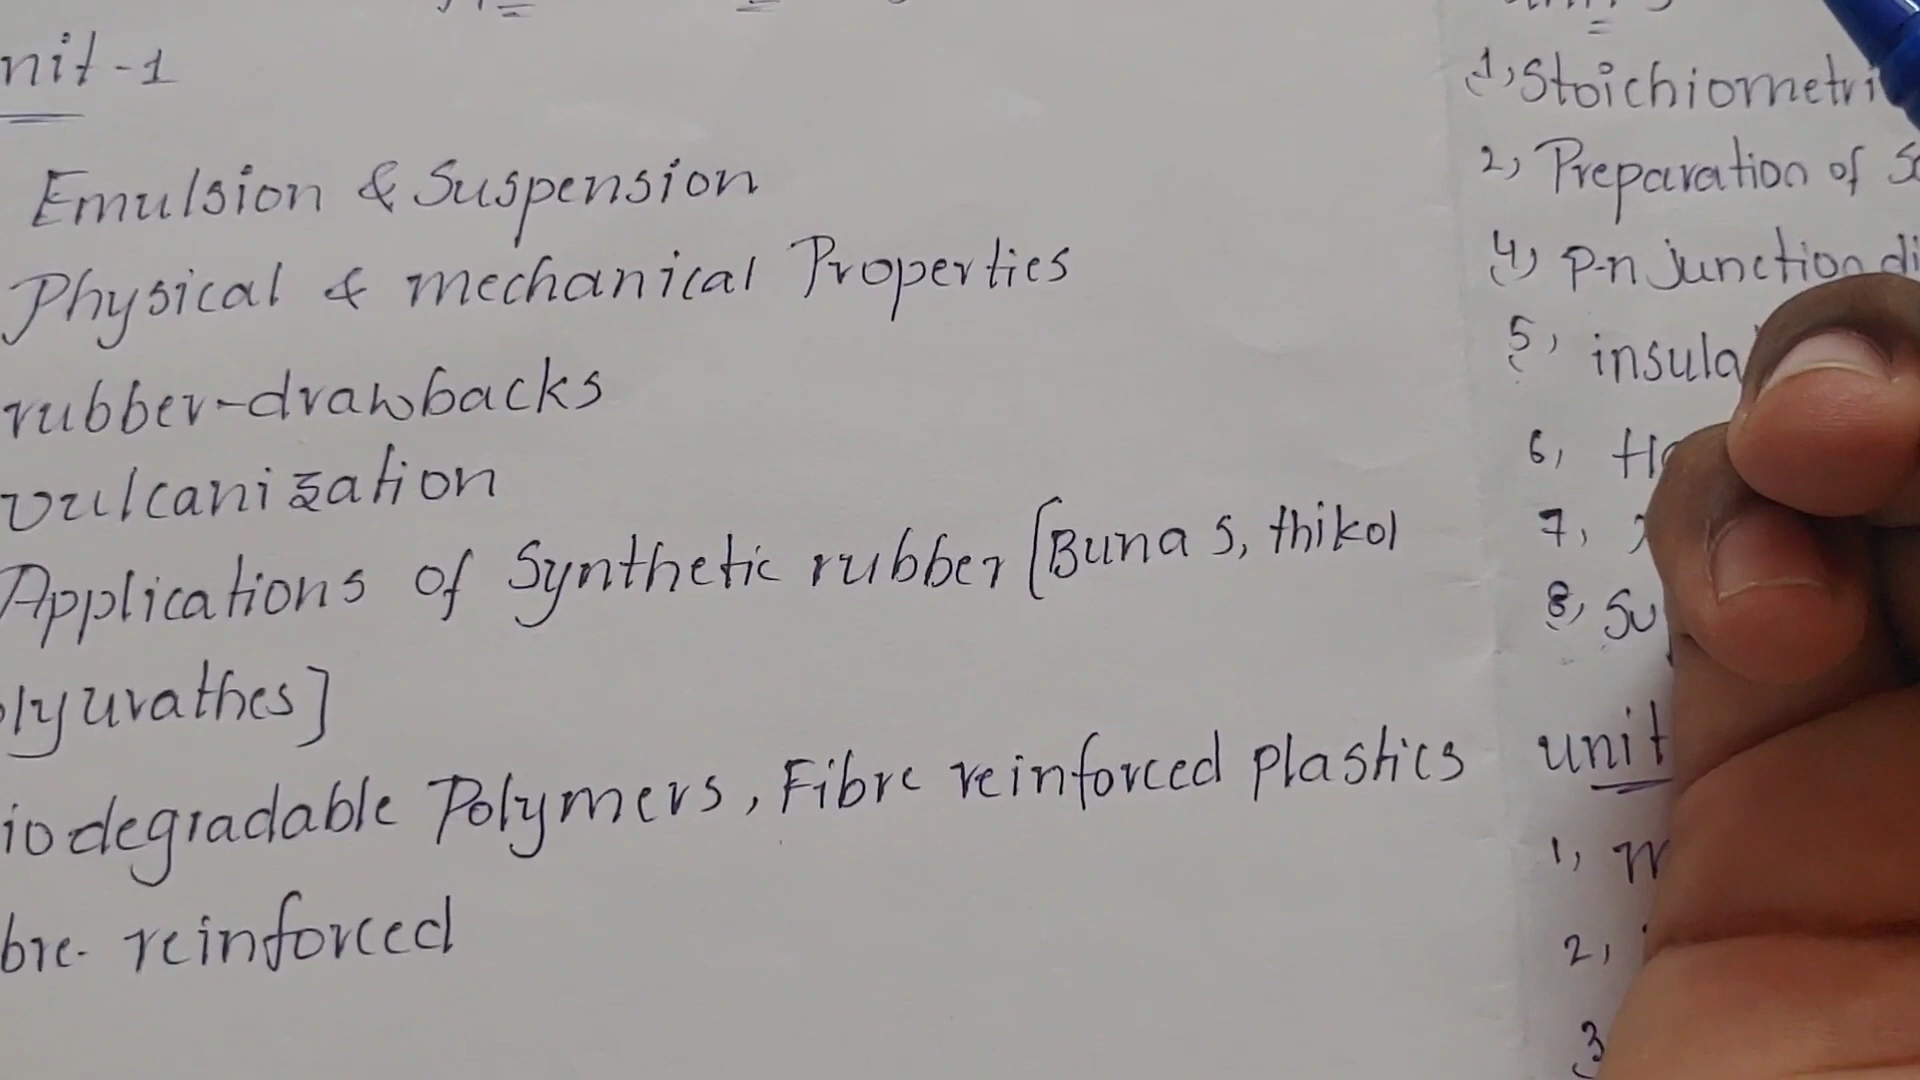 nit-1
Emulsion & Suspension
Physical & mechanical Properties
rubber-drawbacks
vulcanization
Applications of Synthetic rubber [Buna S, thikol
olyurathes]
iodegradable Polymers, Fibre reinforced plastics
bre- reinforced
1, Stoichiometri
2, Preparation of
4, p-n junction di
5, insula
6,
7,
8, Su
unit
1,
2,
3